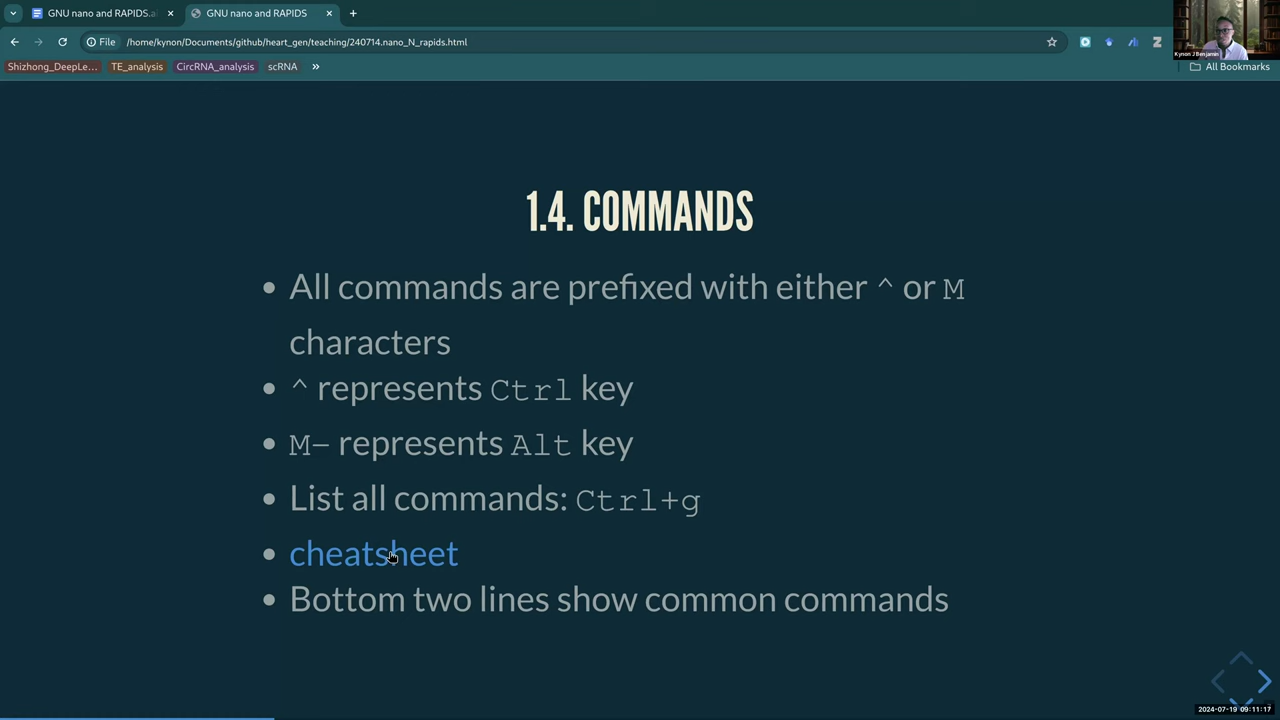 GNU nano and RAPIDS.a
GNU nano and RAPIDS
File
/home/kynon/Documents/github/heart_gen/teaching/240714.nano_N_rapids.html
Kynon J Benjamin
Shizhong_DeepLe...
TE_analysis
CircRNA_analysis
scRNA
»
All Bookmarks
1.4. COMMANDS
• All commands are prefixed with either ^ or M
characters
• ^ represents Ctrl key
• M- represents Alt key
• List all commands: Ctrl+g
• cheatsheet
• Bottom two lines show common commands
2024-07-19 09:11:17